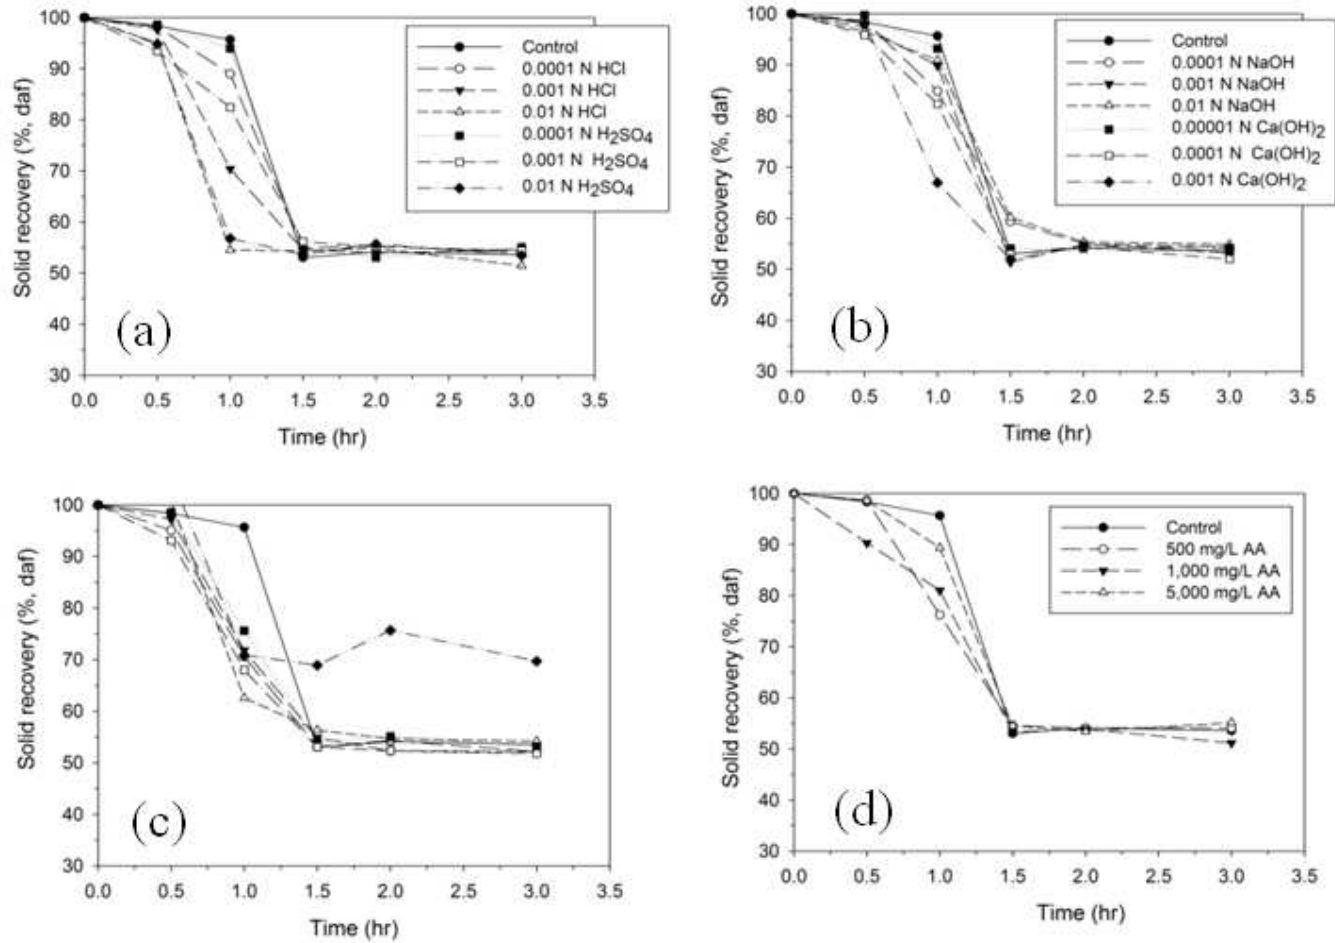 100
90
80
70
60
50
40
30
Solid recovery (%, daf)
0.0 0.5 1.0 1.5 2.0 2.5 3.0 3.5
Time (hr)
Control
0.0001 N HCl
0.001 N HCl
0.01 N HCl
0.0001 N H₂SO₄
0.001 N H₂SO₄
0.01 N H₂SO₄
(a)
100
90
80
70
60
50
40
30
Solid recovery (%, daf)
0.0 0.5 1.0 1.5 2.0 2.5 3.0 3.5
Time (hr)
Control
0.0001 N NaOH
0.001 N NaOH
0.01 N NaOH
0.00001 N Ca(OH)₂
0.0001 N Ca(OH)₂
0.001 N Ca(OH)₂
(b)
100
90
80
70
60
50
40
30
Solid recovery (%, daf)
0.0 0.5 1.0 1.5 2.0 2.5 3.0 3.5
Time (hr)
(c)
100
90
80
70
60
50
40
30
Solid recovery (%, daf)
0.0 0.5 1.0 1.5 2.0 2.5 3.0 3.5
Time (hr)
Control
500 mg/L AA
1,000 mg/L AA
5,000 mg/L AA
(d)